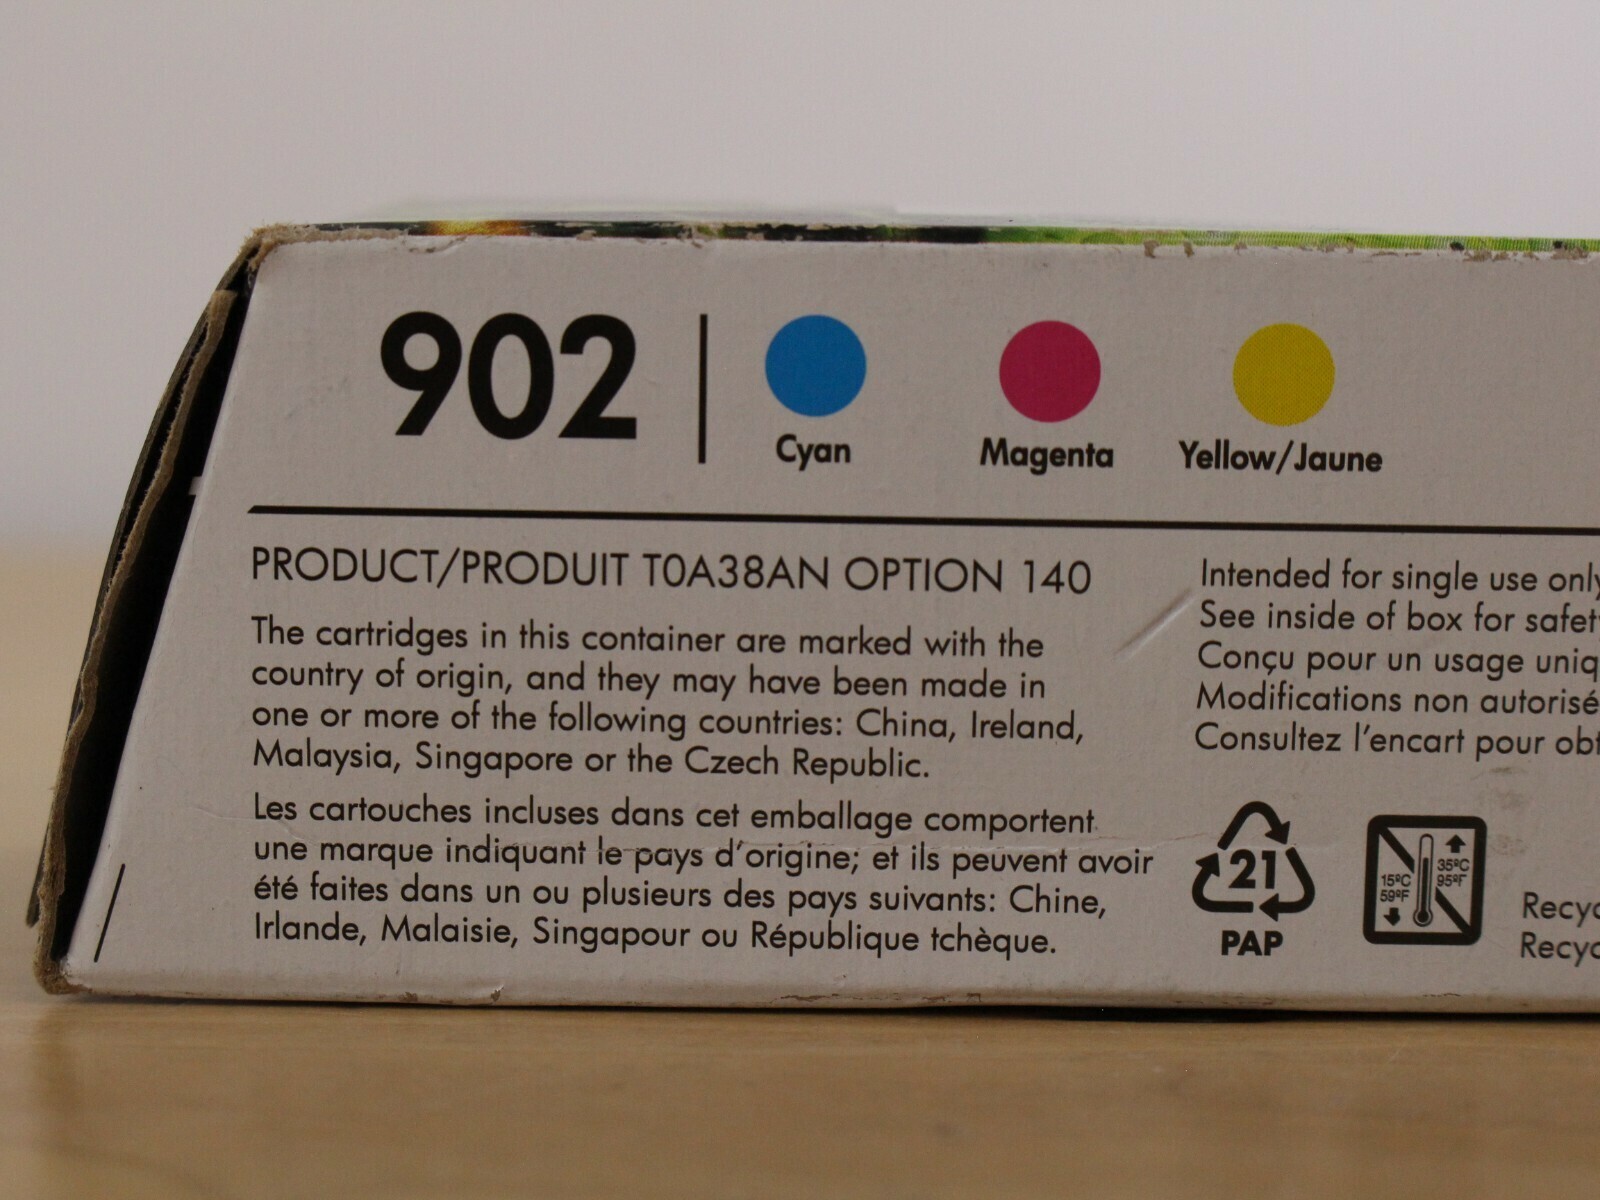 902
Cyan
Magenta
Yellow/Jaune
PRODUCT/PRODUIT T0A38AN OPTION 140
The cartridges in this container are marked with the
country of origin, and they may have been made in
one or more of the following countries: China, Ireland,
Malaysia, Singapore or the Czech Republic.
Les cartouches incluses dans cet emballage comportent
une marque indiquant le pays d'origine; et ils peuvent avoir
été faites dans un ou plusieurs des pays suivants: Chine,
Irlande, Malaisie, Singapour ou République tchèque.
Intended for single use only
See inside of box for
Conçu pour un usage
Modifications non
Consultez l'encart pour
21
PAP
35ºC
95ºF
15ºC
59ºF